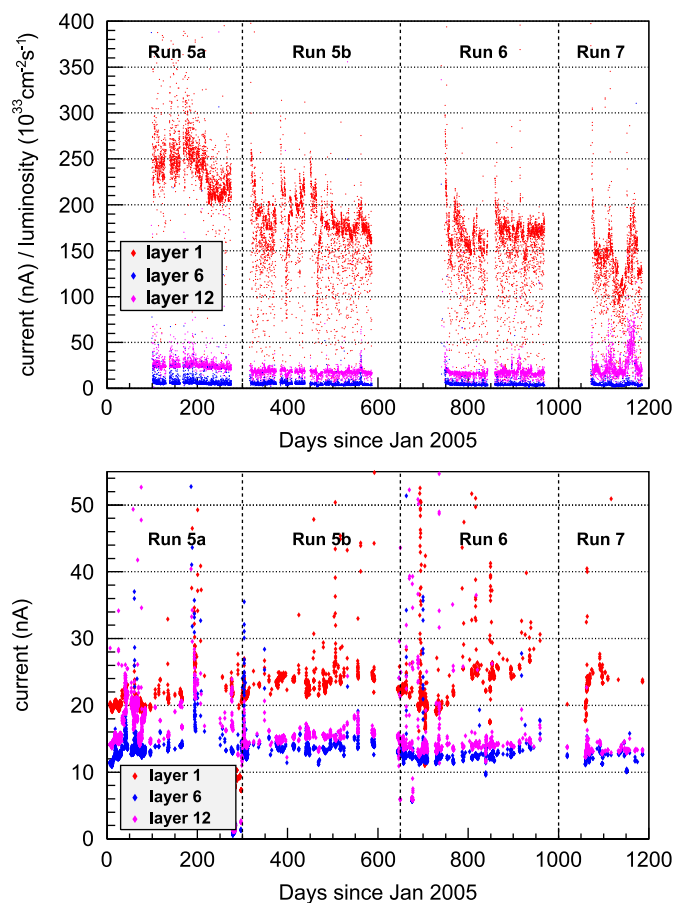 400
350
300
250
200
150
100
50
0
current (nA) / luminosity (10³³cm⁻²s⁻¹)
Run 5a Run 5b Run 6 Run 7
layer 1
layer 6
layer 12
0 200 400 600 800 1000 1200
Days since Jan 2005
50
40
30
20
10
0
current (nA)
Run 5a Run 5b Run 6 Run 7
layer 1
layer 6
layer 12
0 200 400 600 800 1000 1200
Days since Jan 2005